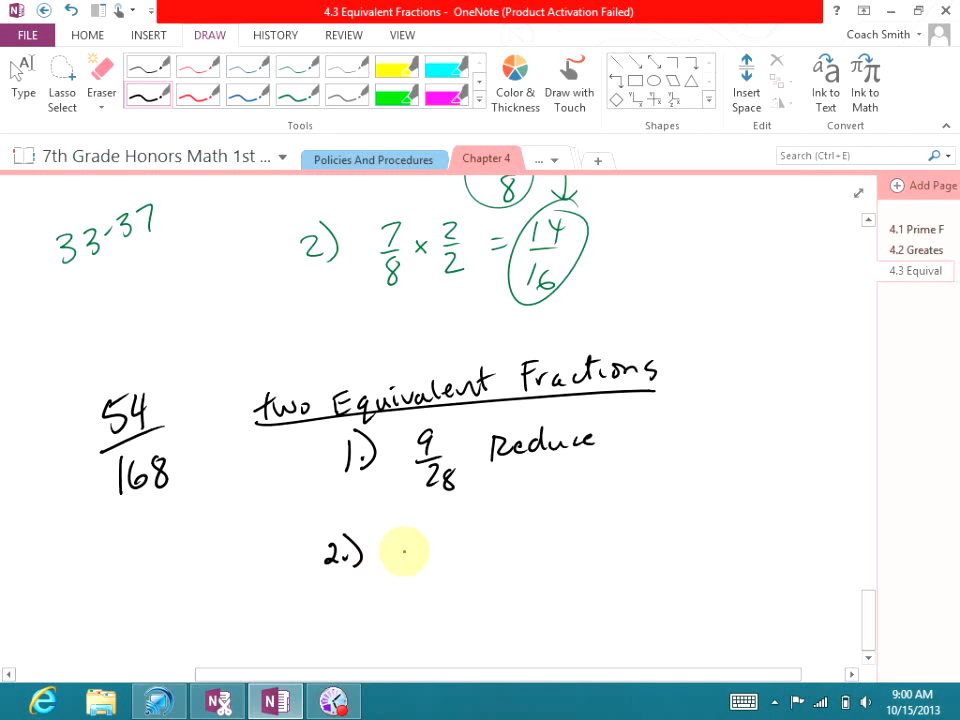 4.3 Equivalent Fractions - OneNote (Product Activation Failed)
FILE HOME INSERT DRAW HISTORY REVIEW VIEW Coach Smith
Type Lasso Select Eraser Color & Thickness Draw with Touch Insert Space Ink to Text Ink to Math
Tools Shapes Edit Convert
7th Grade Honors Math 1st ... Policies And Procedures Chapter 4 ... Search (Ctrl+E)
Add Page
4.1 Prime F
4.2 Greates
4.3 Equival
8
33-37
2) 7/8 x 2/2 = 14/16
54/168
two Equivalent Fractions
1.) 9/28 Reduce
2.)
9:00 AM
10/15/2013